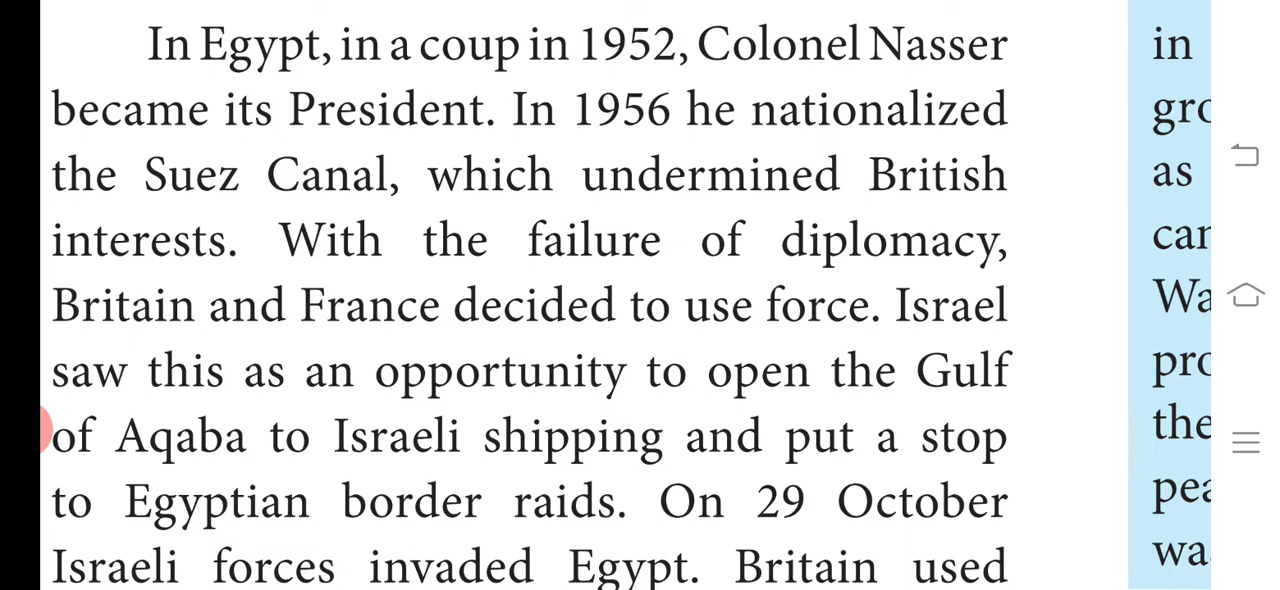 In Egypt, in a coup in 1952, Colonel Nasser
became its President. In 1956 he nationalized
the Suez Canal, which undermined British
interests. With the failure of diplomacy,
Britain and France decided to use force. Israel
saw this as an opportunity to open the Gulf
of Aqaba to Israeli shipping and put a stop
to Egyptian border raids. On 29 October
Israeli forces invaded Egypt. Britain used
in
as